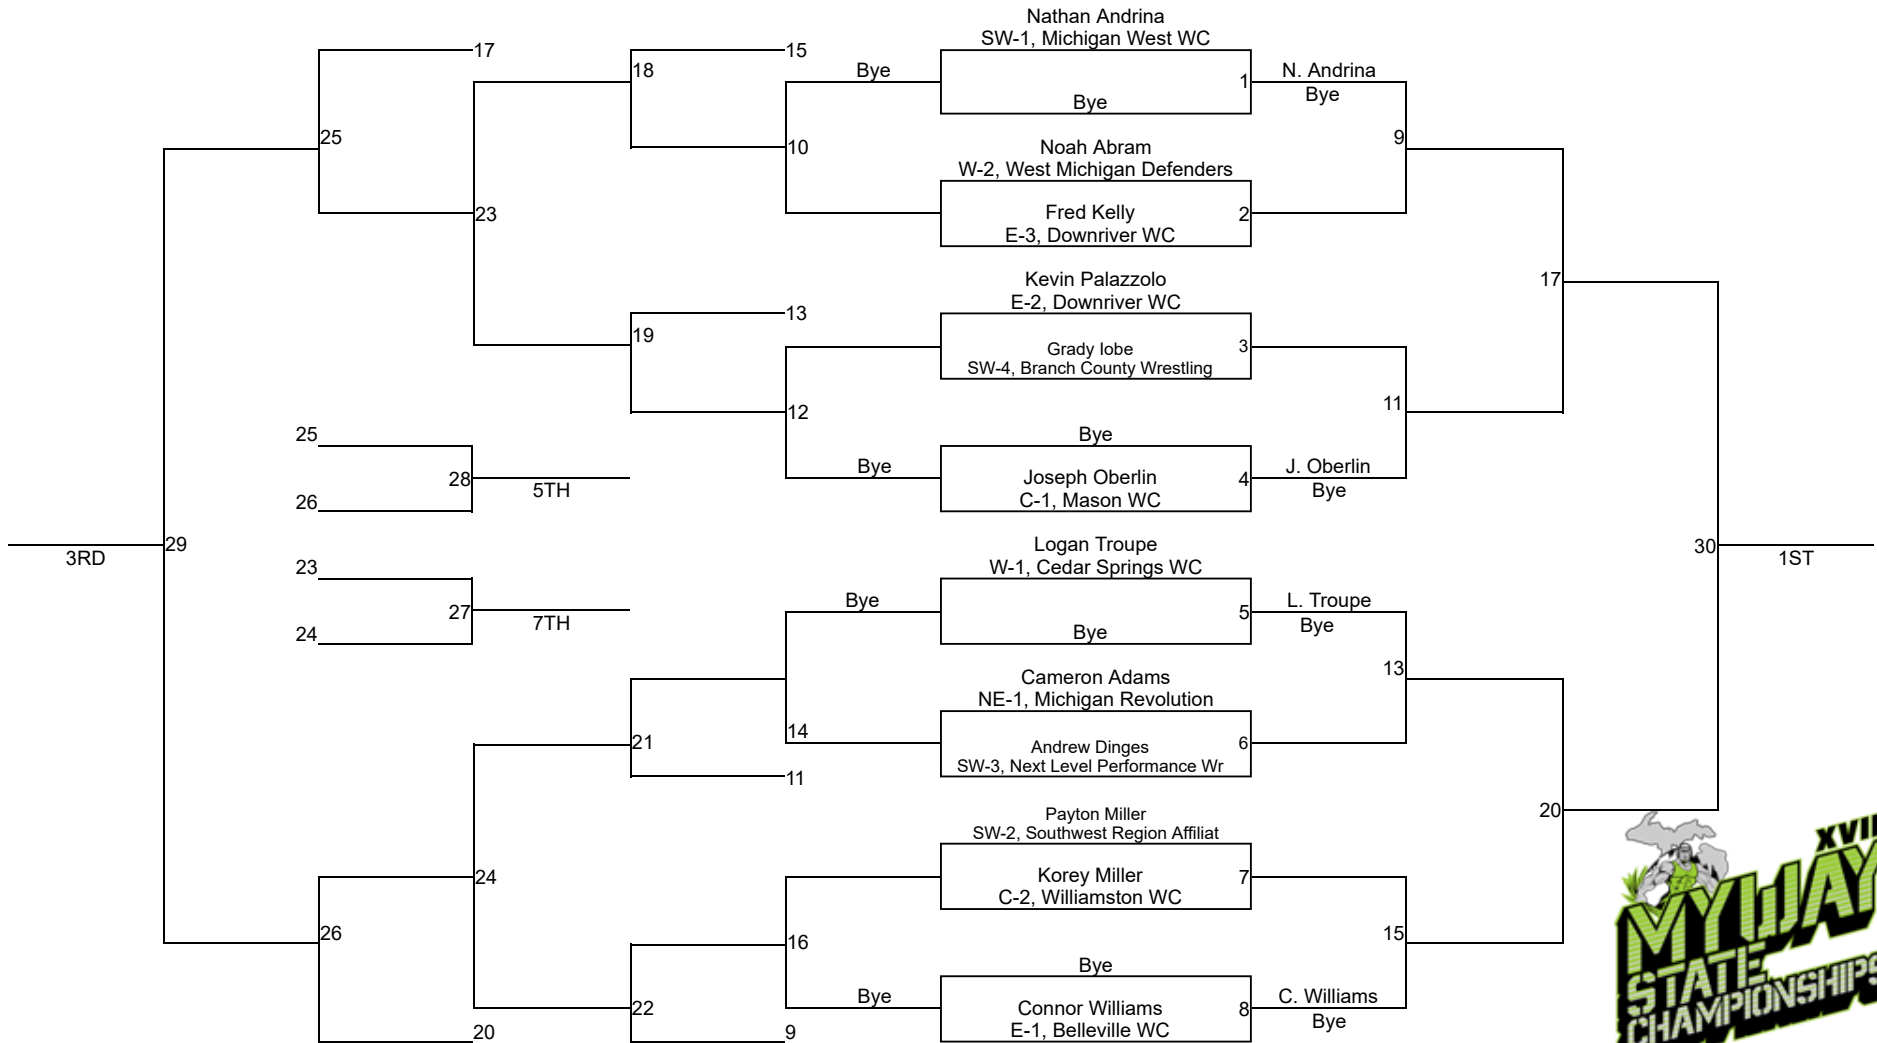 Nathan Andrina
SW-1, Michigan West WC
17
15
18
Bye
1
N. Andrina
Bye
Bye
25
10
9
Noah Abram
W-2, West Michigan Defenders
23
Fred Kelly
E-3, Downriver WC
2
Kevin Palazzolo
E-2, Downriver WC
17
13
19
Grady Iobe
SW-4, Branch County Wrestling
3
12
11
25
Bye
28
5TH
Bye
Joseph Oberlin
C-1, Mason WC
4
J. Oberlin
Bye
26
3RD
29
Logan Troupe
W-1, Cedar Springs WC
30
1ST
23
27
7TH
Bye
5
L. Troupe
Bye
Bye
24
Cameron Adams
NE-1, Michigan Revolution
13
14
21
Andrew Dinges
SW-3, Next Level Performance Wr
6
11
Payton Miller
SW-2, Southwest Region Affiliat
20
24
Korey Miller
C-2, Williamston WC
7
26
16
15
Bye
Bye
Connor Williams
E-1, Belleville WC
8
C. Williams
Bye
22
20
9
XVII
MYWAY
STATE
CHAMPIONSHIPS